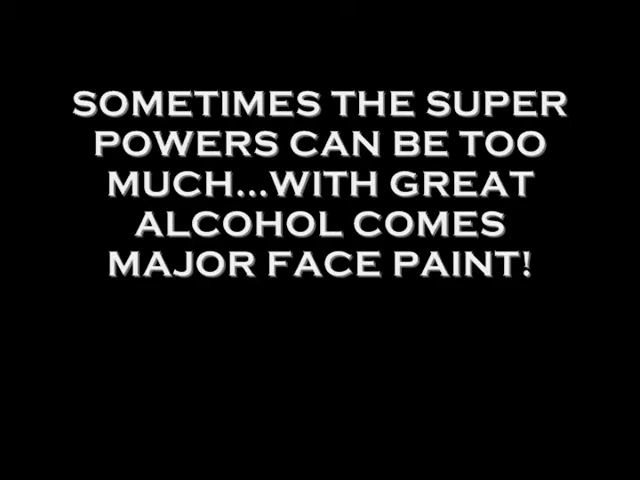 SOMETIMES THE SUPER
POWERS CAN BE TOO
MUCH...WITH GREAT
ALCOHOL COMES
MAJOR FACE PAINT!